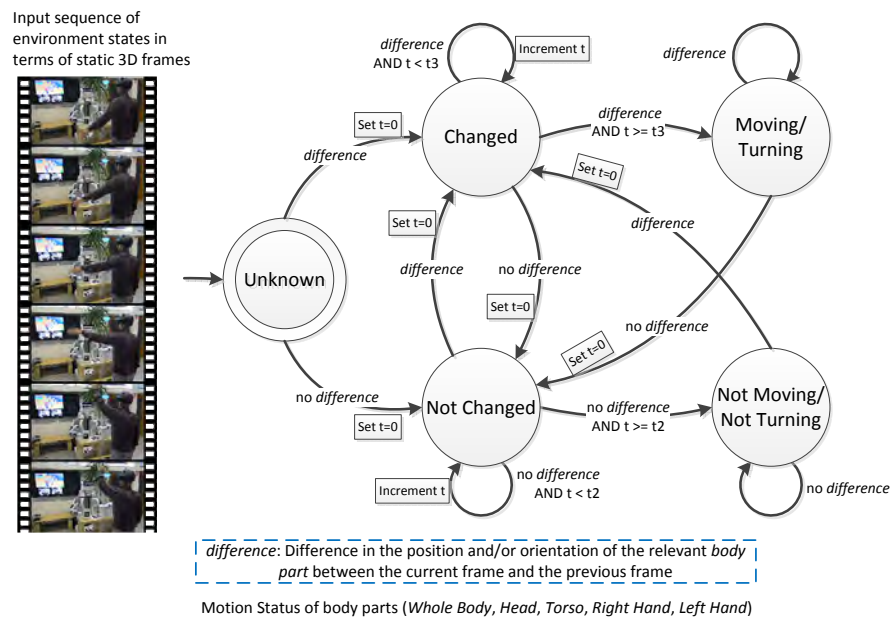 Input sequence of
environment states in
terms of static 3D frames
difference
AND t < t3
Increment t
difference
Set t=0
Changed
difference
AND t >= t3
Moving/
Turning
difference
Set t=0
Set t=0
difference
Unknown
difference
no difference
Set t=0
no difference
Set t=0
no difference
Set t=0
Not Changed
no difference
AND t >= t2
Not Moving/
Not Turning
Increment t
no difference
AND t < t2
no difference
difference: Difference in the position and/or orientation of the relevant body
part between the current frame and the previous frame
Motion Status of body parts (Whole Body, Head, Torso, Right Hand, Left Hand)